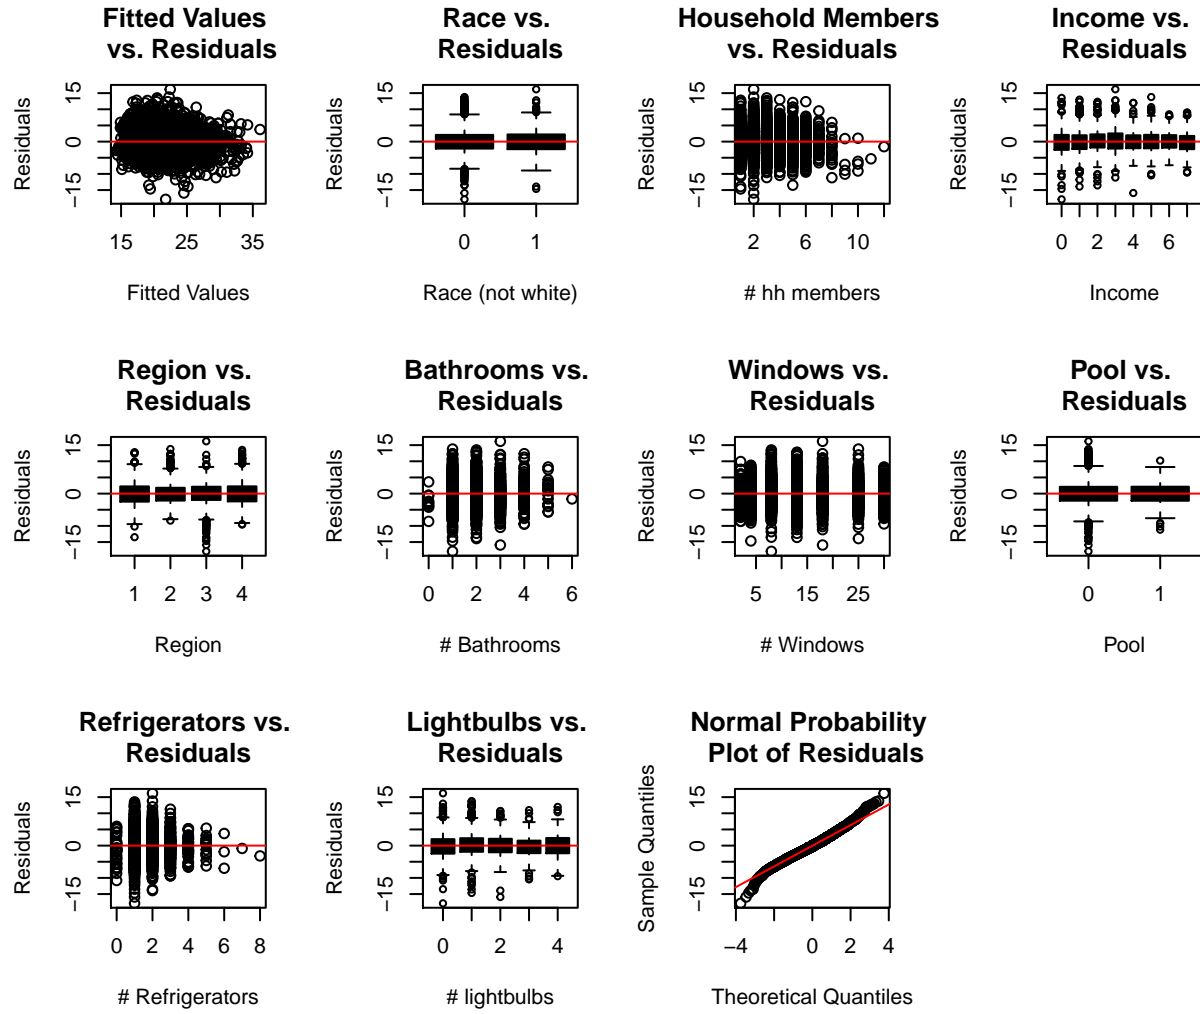 Fitted Values
vs. Residuals
Residuals
15
0
−15
15
25
35
Fitted Values
Race vs.
Residuals
Residuals
15
0
−15
0
1
Race (not white)
Household Members
vs. Residuals
Residuals
15
0
−15
2
6
10
# hh members
Income vs.
Residuals
Residuals
15
0
−15
0
2
4
6
Income
Region vs.
Residuals
Residuals
15
0
−15
1
2
3
4
Region
Bathrooms vs.
Residuals
Residuals
15
0
−15
0
2
4
6
# Bathrooms
Windows vs.
Residuals
Residuals
15
0
−15
5
15
25
# Windows
Pool vs.
Residuals
Residuals
15
0
−15
0
1
Pool
Refrigerators vs.
Residuals
Residuals
15
0
−15
0
2
4
6
8
# Refrigerators
Lightbulbs vs.
Residuals
Residuals
15
0
−15
0
2
4
# lightbulbs
Normal Probability
Plot of Residuals
Sample Quantiles
15
0
−15
−4
0
2
4
Theoretical Quantiles